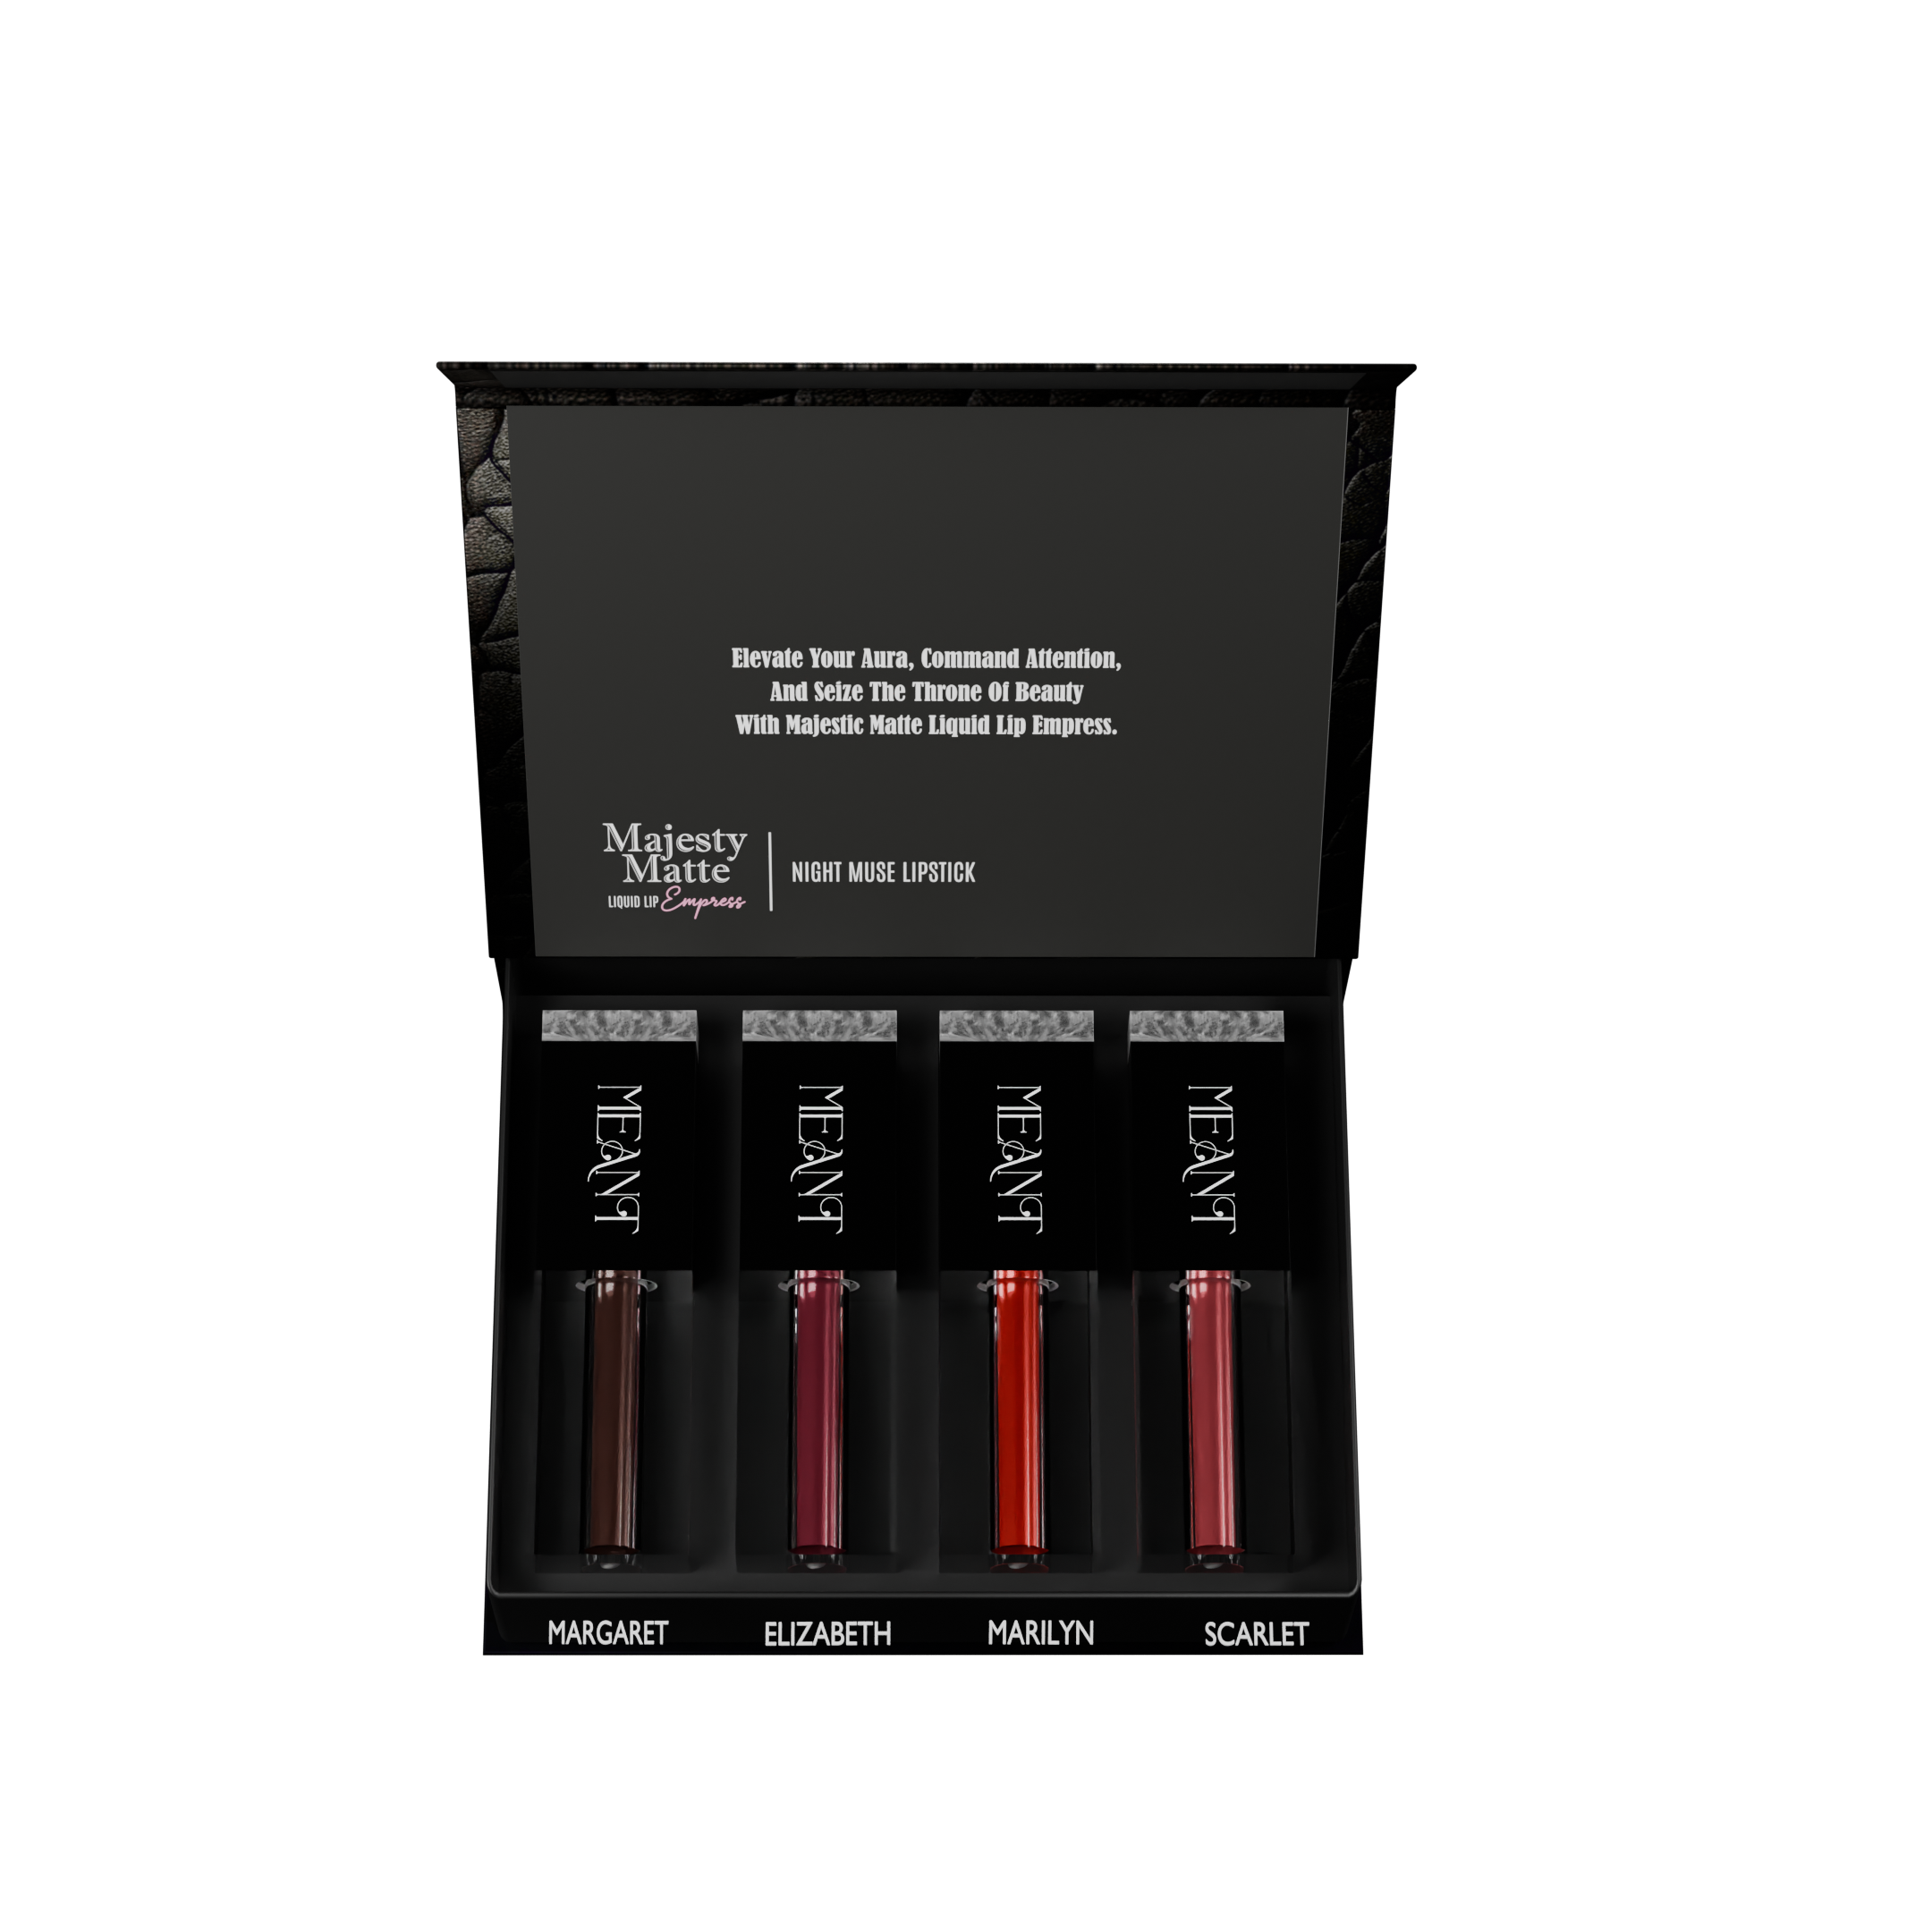 Elevate Your Aura, Command Attention,
And Seize The Throne Of Beauty
With Majestic Matte Liquid Lip Empress.
Majesty
Matte
LIQUID LIP Empress
NIGHT MUSE LIPSTICK
MEANT
MEANT
MEANT
MEANT
MARGARET
ELIZABETH
MARILYN
SCARLET